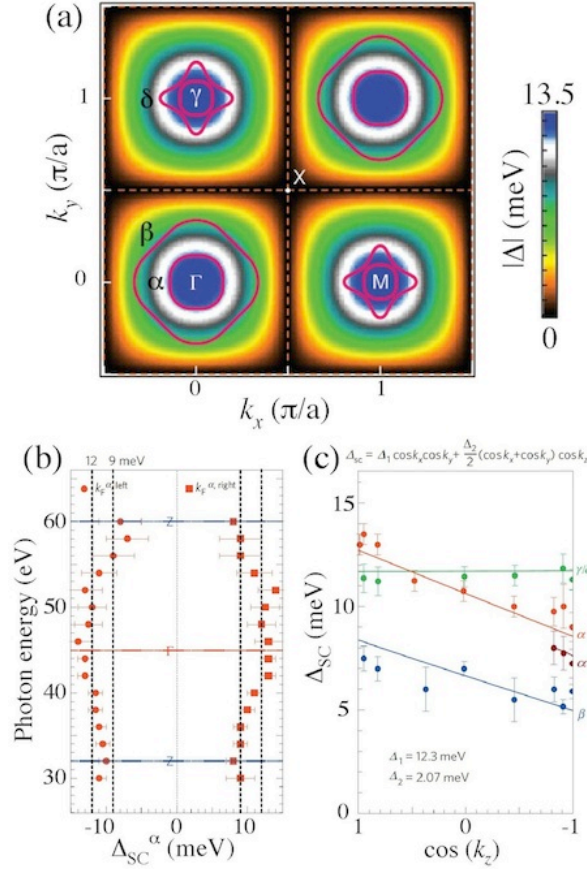 (a)
1
0
k_y (π/a)
δ
γ
X
β
α
Γ
M
0
1
k_x (π/a)
13.5
|Δ| (meV)
0
(b)
12 9 meV
k_F^α, left
k_F^α, right
Photon energy (eV)
60
50
40
30
Z
Γ
Z
-10
0
10
Δ_SC^α (meV)
(c)
Δ_sc = Δ_1 cosk_x cosk_y + Δ_2/2 (cosk_x+cosk_y) cosk_z
Δ_SC (meV)
15
10
5
0
γ/
α
α
β
Δ_1 = 12.3 meV
Δ_2 = 2.07 meV
1
0
-1
cos (k_z)